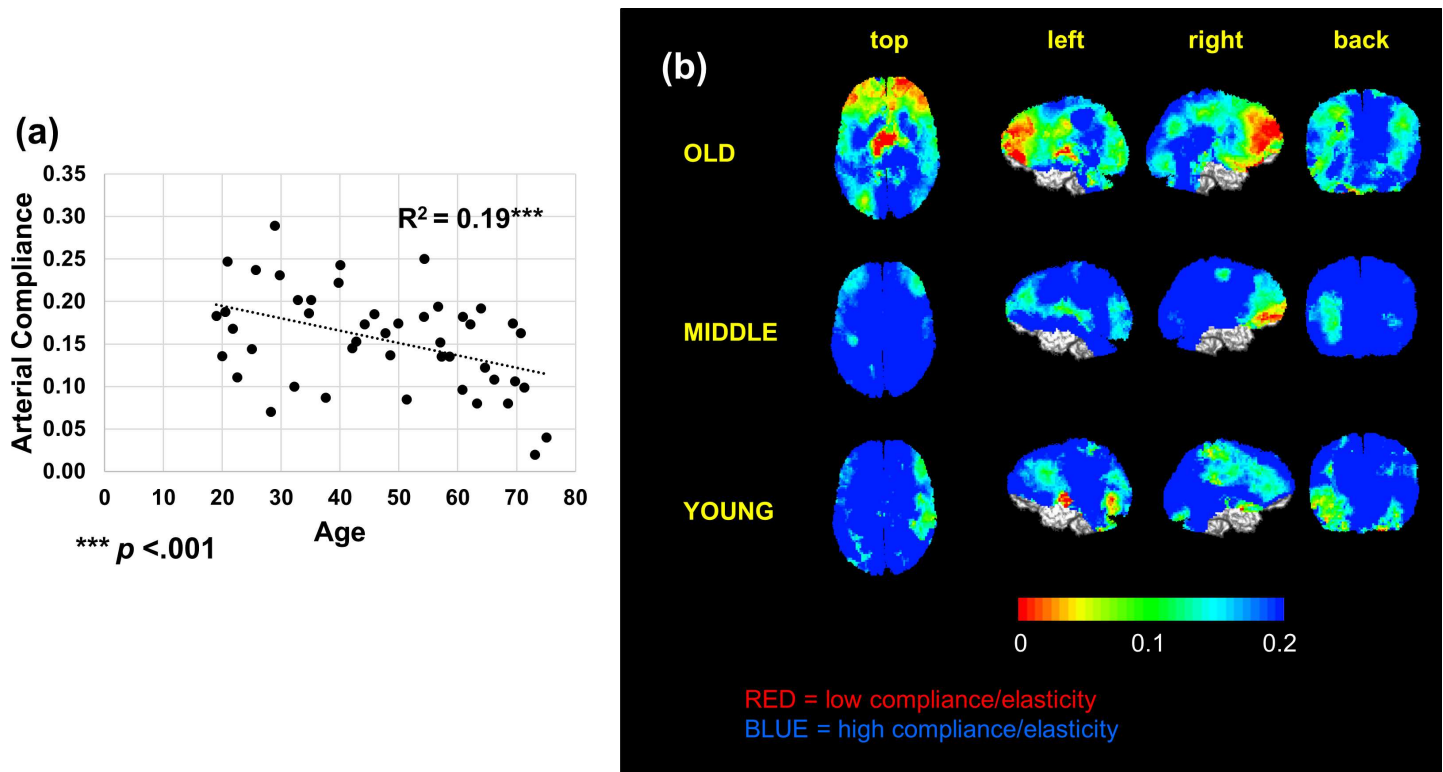 (a)
0.35
0.30
0.25
0.20
0.15
0.10
0.05
0.00
Arterial Compliance
R² = 0.19***
0 10 20 30 40 50 60 70 80
Age
*** p <.001
(b)
top left right back
OLD
MIDDLE
YOUNG
0 0.1 0.2
RED = low compliance/elasticity
BLUE = high compliance/elasticity